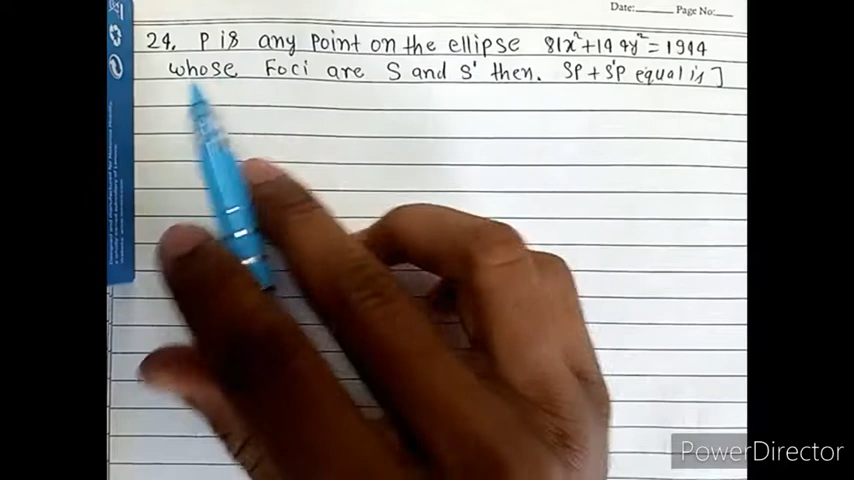 Date:______ Page No:___
24. P is any point on the ellipse 81x²+144y² = 1944
whose Foci are S and S' then. SP + S'P equal is ]
PowerDirector